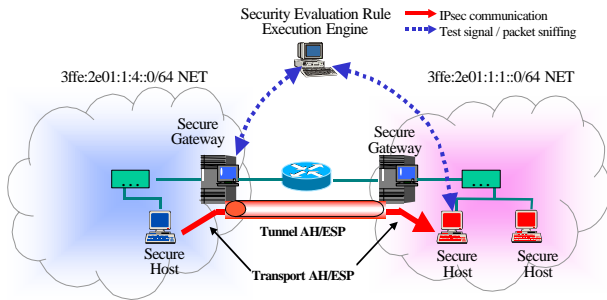 Security Evaluation Rule
Execution Engine
IPsec communication
Test signal / packet sniffing
3ffe:2e01:1:4::0/64 NET
3ffe:2e01:1:1::0/64 NET
Secure
Gateway
Secure
Gateway
Tunnel AH/ESP
Secure
Host
Transport AH/ESP
Secure
Host
Secure
Host